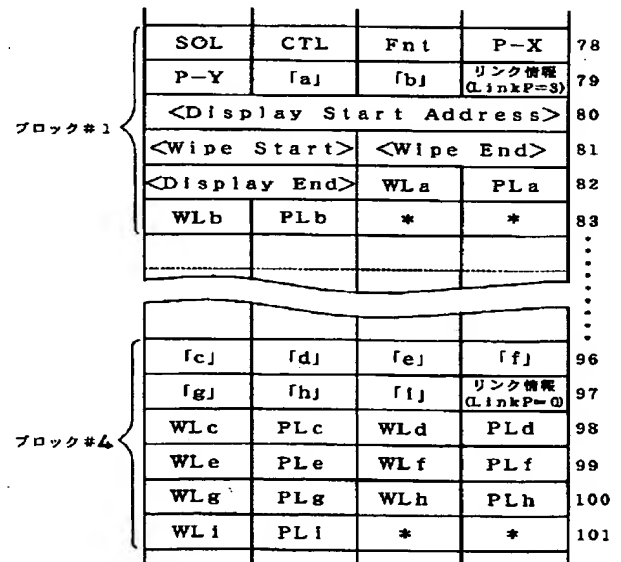 SOL CTL Fnt P-X 78
P-Y 「a」 「b」 リンク情報 (LinkP=3) 79
<Display Start Address> 80
ブロック#1
<Wipe Start> <Wipe End> 81
<Display End> WLa PLa 82
WLb PLb * * 83
「c」 「d」 「e」 「f」 96
「g」 「h」 「i」 リンク情報 (LinkP=0) 97
WLc PLc WLd PLd 98
ブロック#4
WLe PLe WLf PLf 99
WLg PLg WLh PLh 100
WLi PLi * * 101